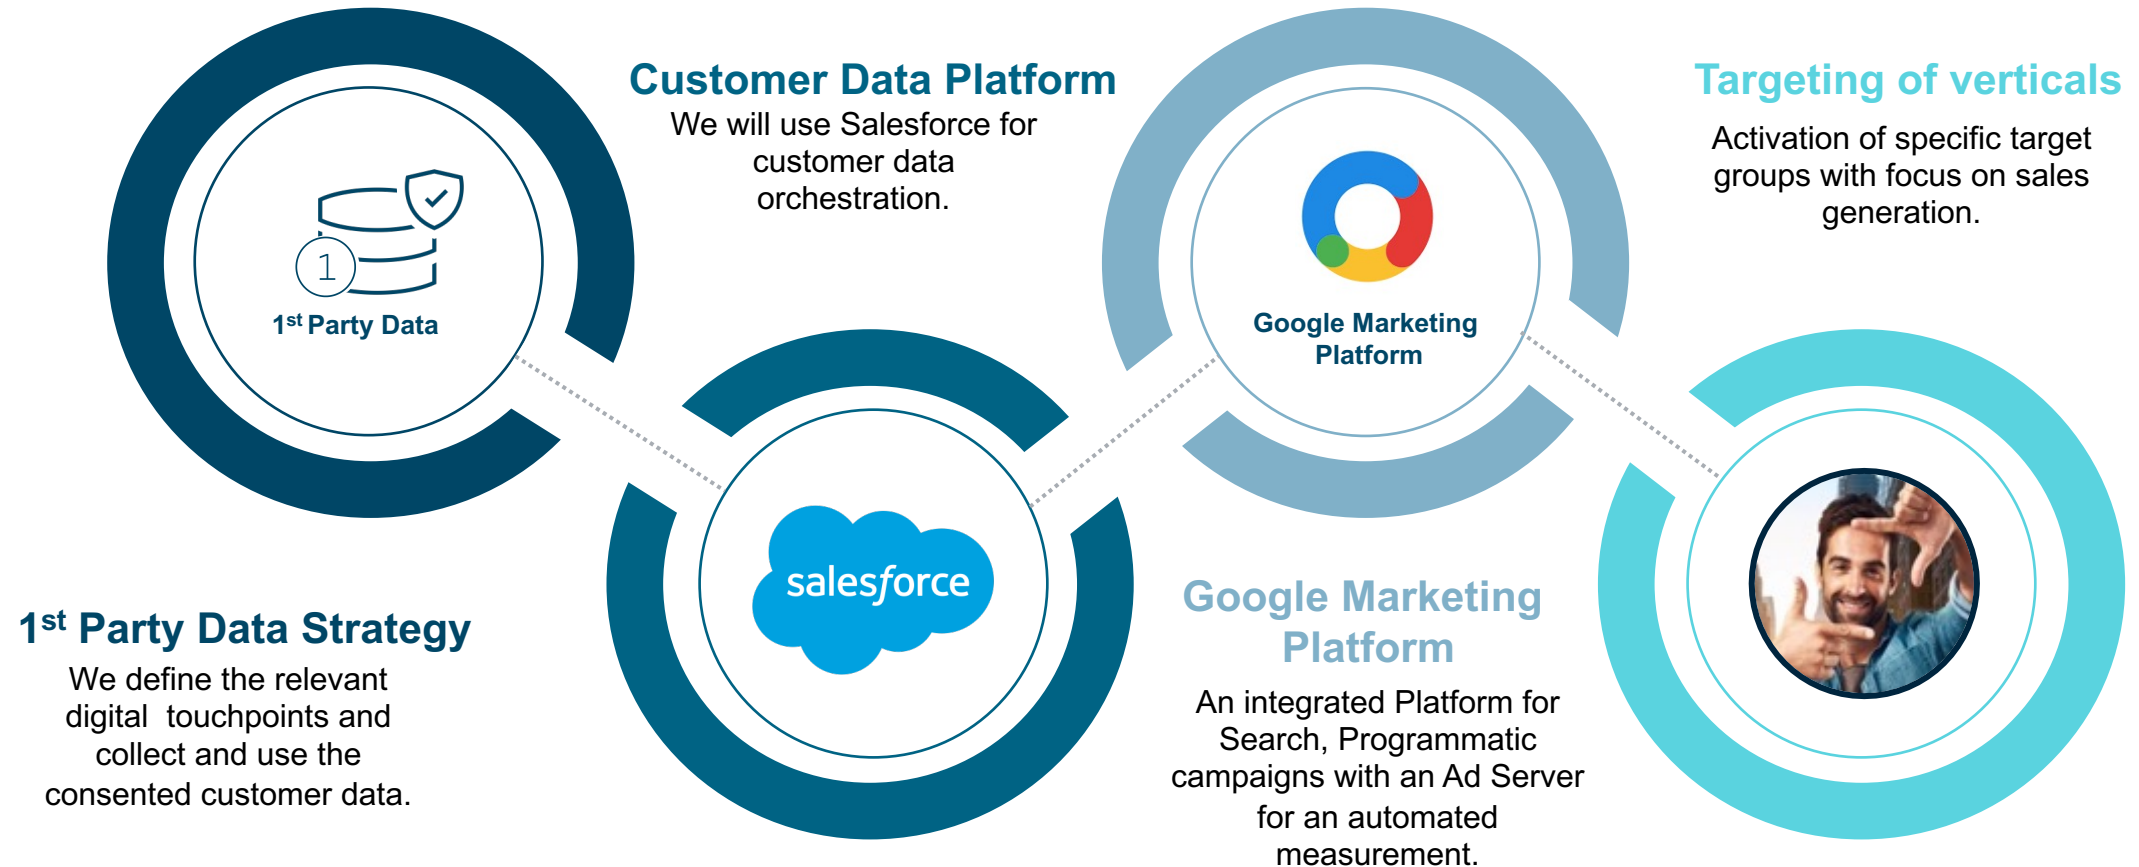 1
1st Party Data
1st Party Data Strategy
We define the relevant
digital  touchpoints and
collect and use the
consented customer data.
Customer Data Platform
We will use Salesforce for
customer data
orchestration.
salesforce
Google Marketing
Platform
Google Marketing
Platform
An integrated Platform for
Search, Programmatic
campaigns with an Ad Server
for an automated
measurement.
Targeting of verticals
Activation of specific target
groups with focus on sales
generation.